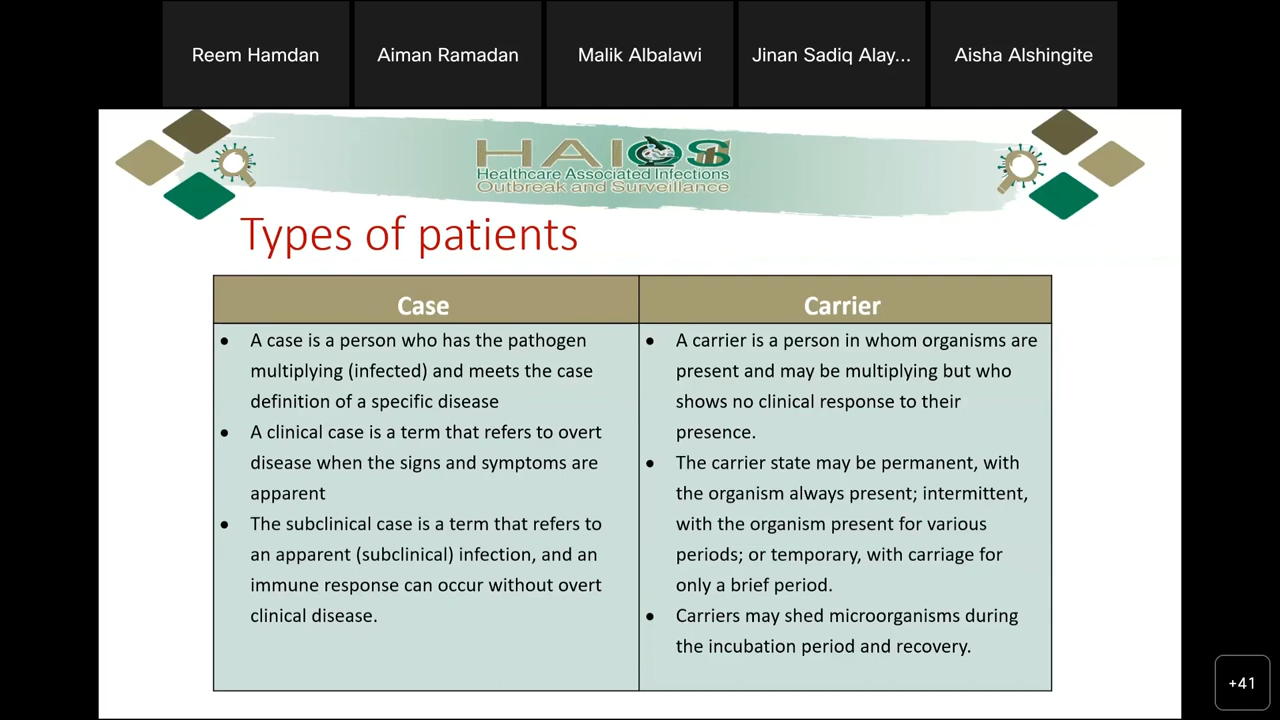 Reem Hamdan
Aiman Ramadan
Malik Albalawi
Jinan Sadiq Alay...
Aisha Alshingite
HAIOS
Healthcare Associated Infections
Outbreak and Surveillance
Types of patients
Case
• A case is a person who has the pathogen
multiplying (infected) and meets the case
definition of a specific disease
• A clinical case is a term that refers to overt
disease when the signs and symptoms are
apparent
• The subclinical case is a term that refers to
an apparent (subclinical) infection, and an
immune response can occur without overt
clinical disease.
Carrier
• A carrier is a person in whom organisms are
present and may be multiplying but who
shows no clinical response to their
presence.
• The carrier state may be permanent, with
the organism always present; intermittent,
with the organism present for various
periods; or temporary, with carriage for
only a brief period.
• Carriers may shed microorganisms during
the incubation period and recovery.
+41